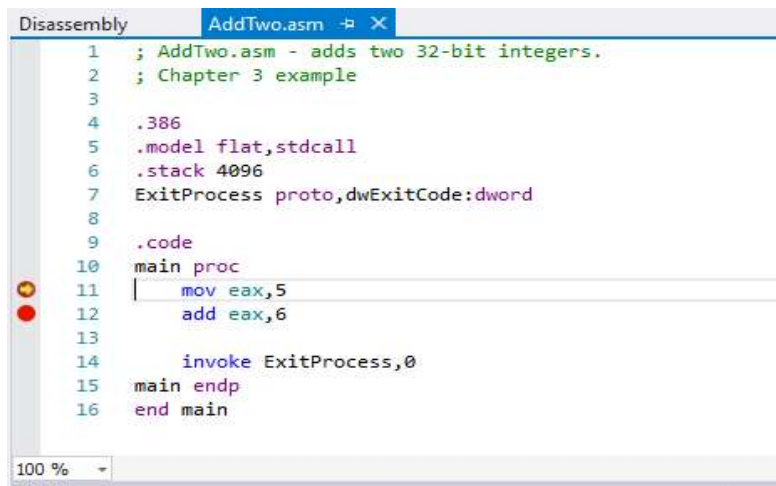 Disassembly AddTwo.asm
1 ; AddTwo.asm - adds two 32-bit integers.
2 ; Chapter 3 example
3
4 .386
5 .model flat,stdcall
6 .stack 4096
7 ExitProcess proto,dwExitCode:dword
8
9 .code
10 main proc
11 mov eax,5
12 add eax,6
13
14 invoke ExitProcess,0
15 main endp
16 end main
100 %